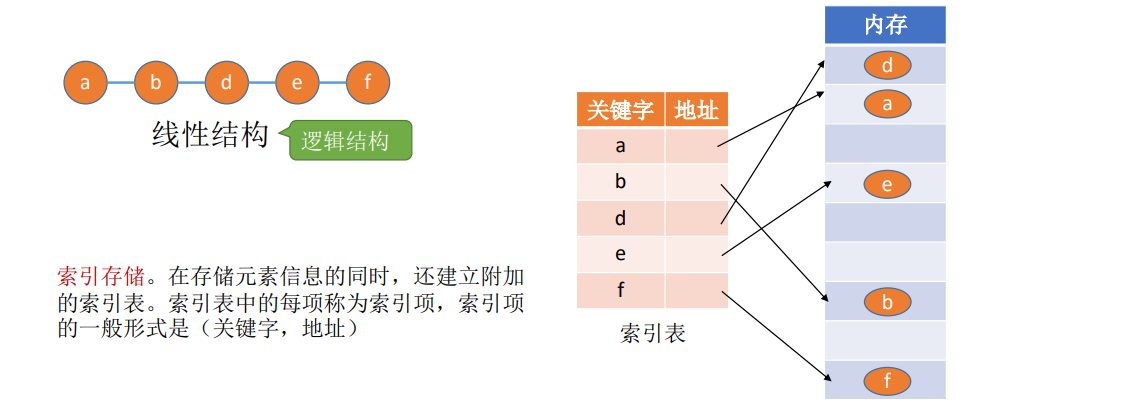 a b d e f
线性结构
逻辑结构
索引存储。在存储元素信息的同时，还建立附加
的索引表。索引表中的每项称为索引项，索引项
的一般形式是（关键字，地址）
关键字 地址
a
b
d
e
f
索引表
内存
d
a
e
b
f